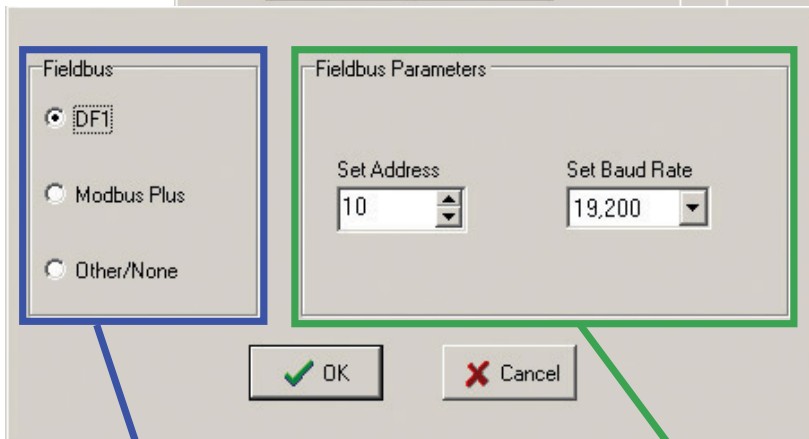 Fieldbus
DF1
Modbus Plus
Other/None
Fieldbus Parameters
Set Address
10
Set Baud Rate
19,200
OK
Cancel